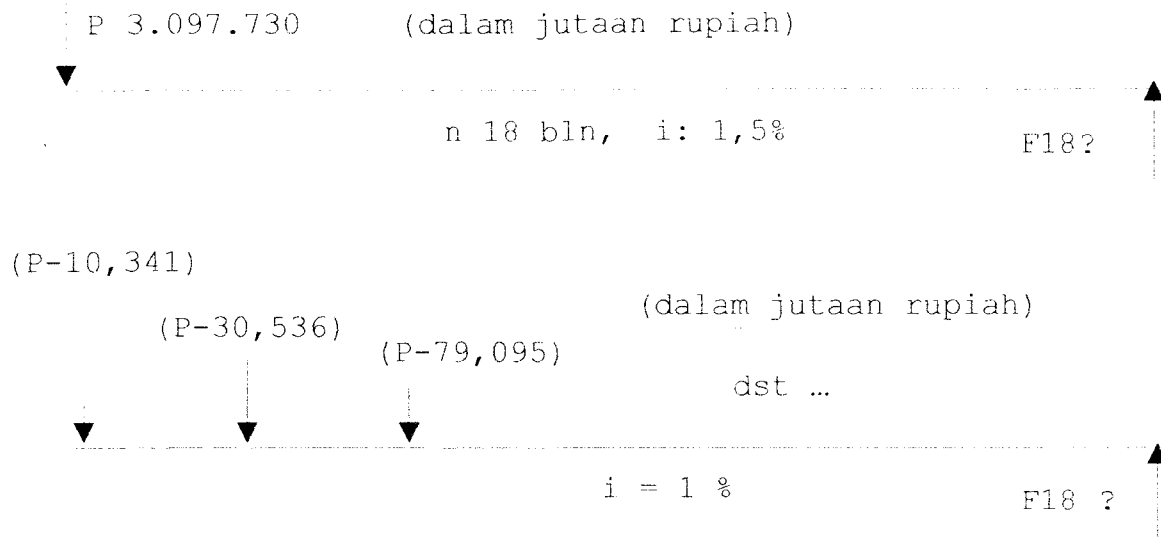 P 3.097.730 (dalam jutaan rupiah)
n 18 bln, i: 1,5%
F18?
(P-10,341)
(dalam jutaan rupiah)
(P-30,536)
(P-79,095)
dst …
i = 1 %
F18 ?